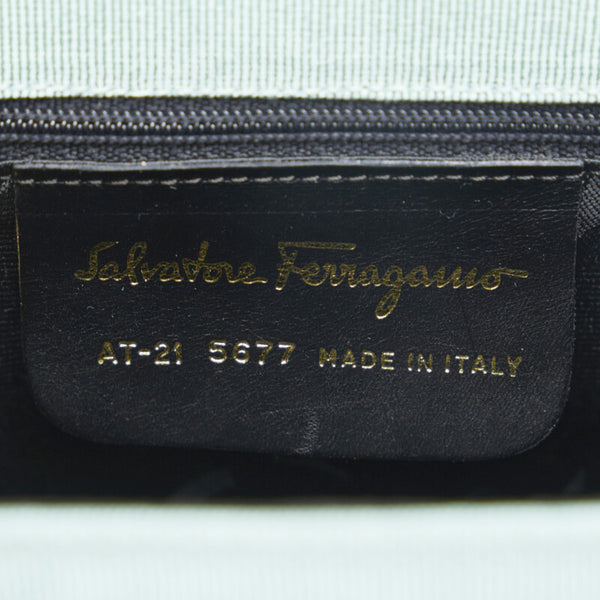 Salvatore Ferragamo
AT-21 5677 MADE IN ITALY